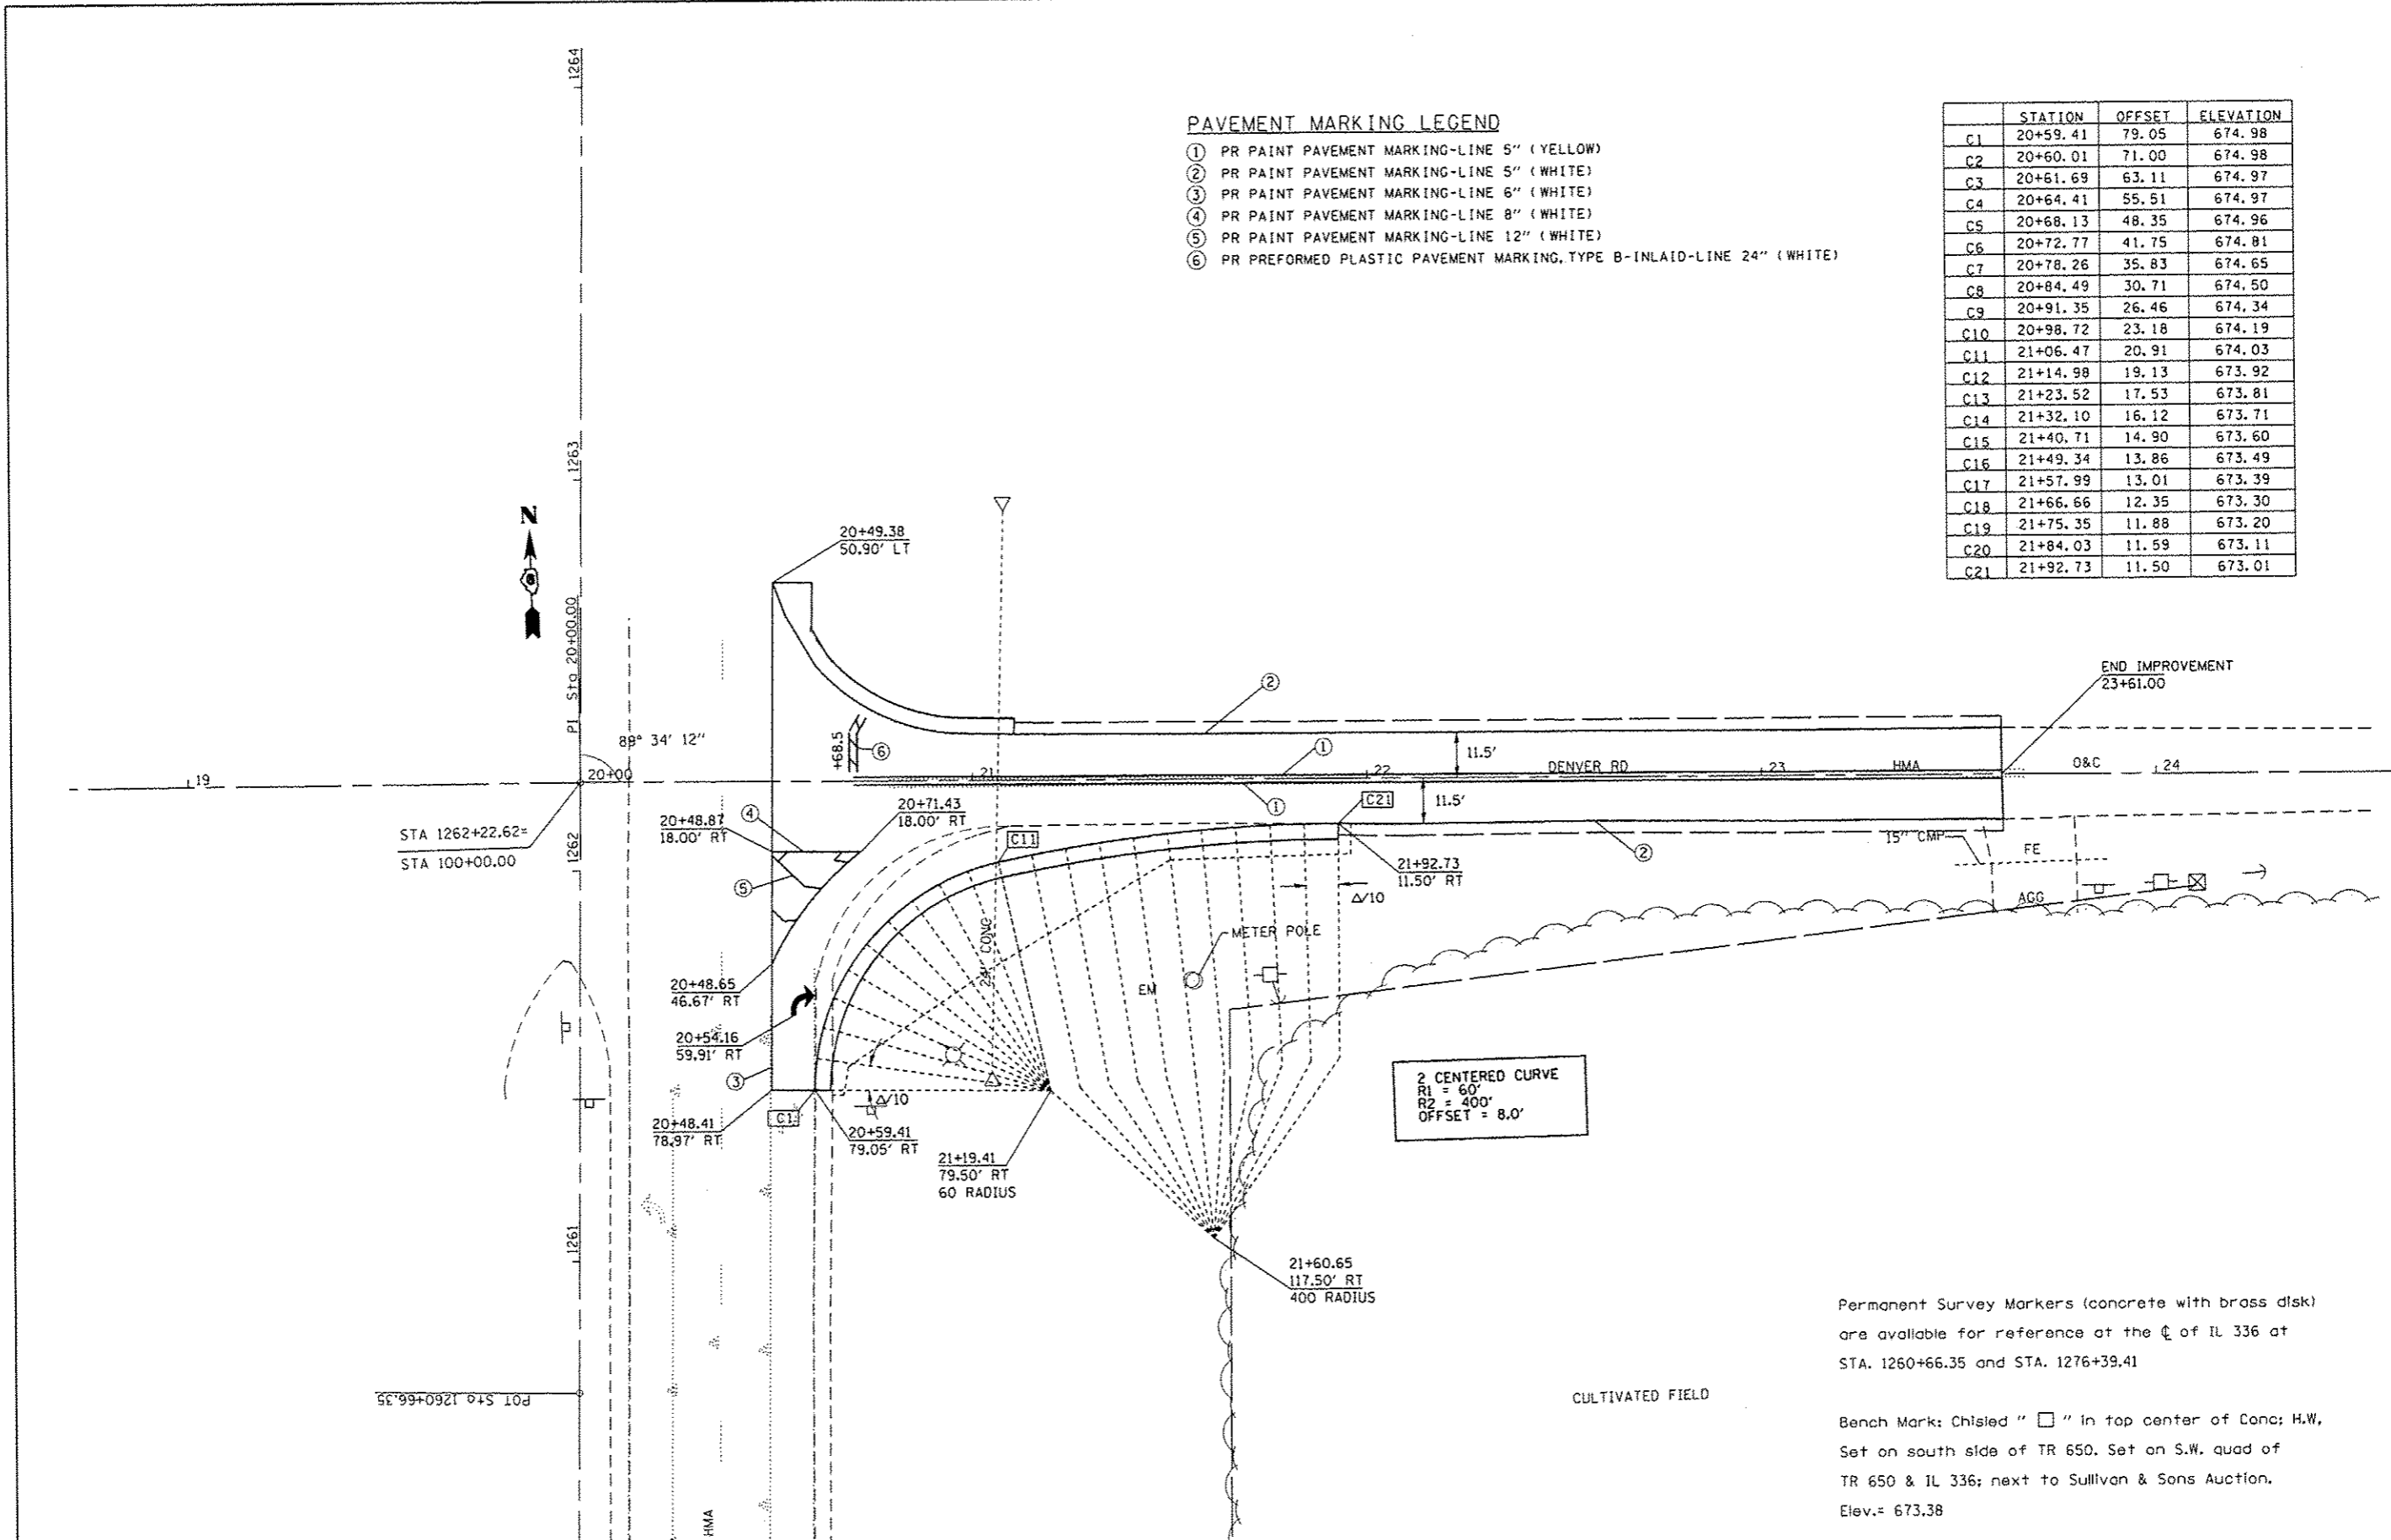 1264
1263
PI Sta 20+00.00
1262
1261
N
PAVEMENT MARKING LEGEND
① PR PAINT PAVEMENT MARKING-LINE 5" (YELLOW)
② PR PAINT PAVEMENT MARKING-LINE 5" (WHITE)
③ PR PAINT PAVEMENT MARKING-LINE 6" (WHITE)
④ PR PAINT PAVEMENT MARKING-LINE 8" (WHITE)
⑤ PR PAINT PAVEMENT MARKING-LINE 12" (WHITE)
⑥ PR PREFORMED PLASTIC PAVEMENT MARKING, TYPE B-INLAID-LINE 24" (WHITE)
STATION OFFSET ELEVATION
C1 20+59.41 79.05 674.98
C2 20+60.01 71.00 674.98
C3 20+61.69 63.11 674.97
C4 20+64.41 55.51 674.97
C5 20+68.13 48.35 674.96
C6 20+72.77 41.75 674.81
C7 20+78.26 35.83 674.65
C8 20+84.49 30.71 674.50
C9 20+91.35 26.46 674.34
C10 20+98.72 23.18 674.19
C11 21+06.47 20.91 674.03
C12 21+14.98 19.13 673.92
C13 21+23.52 17.53 673.81
C14 21+32.10 16.12 673.71
C15 21+40.71 14.90 673.60
C16 21+49.34 13.86 673.49
C17 21+57.99 13.01 673.39
C18 21+66.66 12.35 673.30
C19 21+75.35 11.88 673.20
C20 21+84.03 11.59 673.11
C21 21+92.73 11.50 673.01
20+49.38
50.90' LT
END IMPROVEMENT
23+61.00
②
+68.5
⑥
①
11.5'
34' 12"
19
20+00
21
22
DENVER RD
23
HMA
O&C
24
STA 1262+22.62=
STA 100+00.00
④
20+48.87
18.00' RT
20+71.43
18.00' RT
①
C21
11.5'
C11
②
15" CMP
FE
AGG
⑤
21+92.73
11.50' RT
△/10
24" CONC
METER POLE
EM
20+48.65
46.67' RT
20+54.16
59.91' RT
③
C1
△/10
20+48.41
78.97' RT
20+59.41
79.05' RT
21+19.41
79.50' RT
60 RADIUS
2 CENTERED CURVE
R1 = 60'
R2 = 400'
OFFSET = 8.0'
21+60.65
117.50' RT
400 RADIUS
POT Sta 1260+66.35
HMA
CULTIVATED FIELD
Permanent Survey Markers (concrete with brass disk)
are available for reference at the ℄ of IL 336 at
STA. 1260+66.35 and STA. 1276+39.41
Bench Mark: Chisled " □ " in top center of Conc; H.W.
Set on south side of TR 650. Set on S.W. quad of
TR 650 & IL 336; next to Sullivan & Sons Auction.
Elev.= 673.38